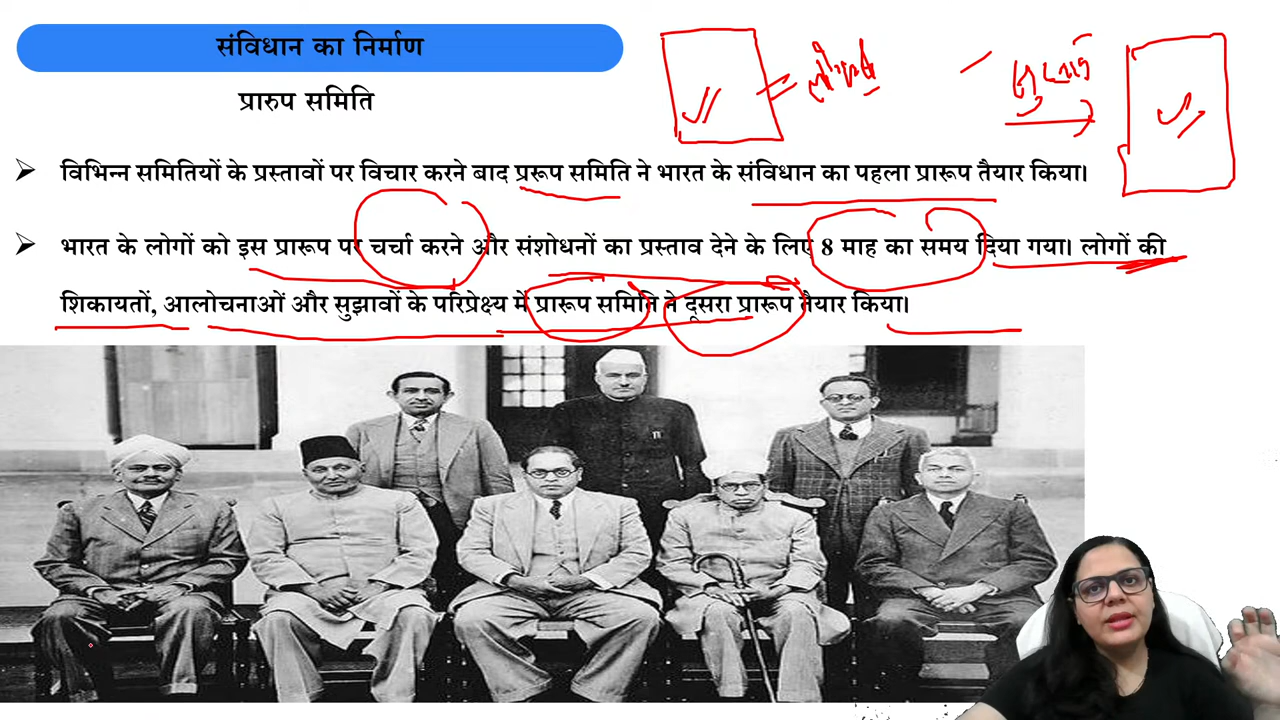 संविधान का निर्माण
प्रारुप समिति
विभिन्न समितियों के प्रस्तावों पर विचार करने बाद प्ररूप समिति ने भारत के संविधान का पहला प्रारूप तैयार किया।
भारत के लोगों को इस प्रारूप पर चर्चा करने और संशोधनों का प्रस्ताव देने के लिए 8 माह का समय दिया गया। लोगों की
शिकायतों, आलोचनाओं और सुझावों के परिप्रेक्ष्य में प्रारूप समिति ने दूसरा प्रारूप तैयार किया।